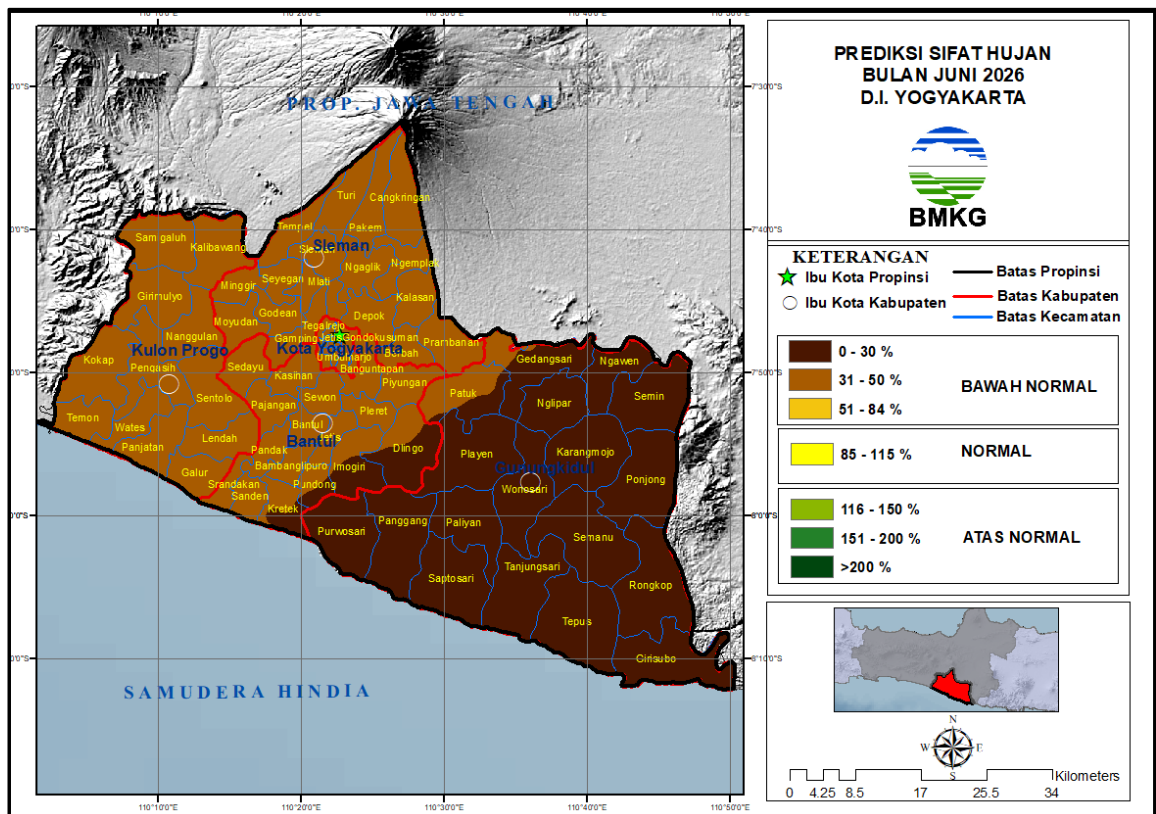 PREDIKSI SIFAT HUJAN
BULAN JUNI 2026
D.I. YOGYAKARTA
BMKG
KETERANGAN
Ibu Kota Propinsi
Ibu Kota Kabupaten
Batas Propinsi
Batas Kabupaten
Batas Kecamatan
0 - 30 %
31 - 50 %
51 - 84 %
BAWAH NORMAL
85 - 115 %
NORMAL
116 - 150 %
151 - 200 %
>200 %
ATAS NORMAL
N
W E
S
Kilometers
0 4.25 8.5 17 25.5 34
PROP. JAWA TENGAH
Turi
Cangkringan
Tempel
Pakem
Sleman
Samigaluh
Kalibawang
Ngaglik
Ngemplak
Seyegan
Mlati
Minggir
Girimulyo
Kalasan
Godean
Depok
Moyudan
Tegalrejo
Nanggulan
Gamping
Jetis
Gondokusuman
Prambanan
Kulon Progo
Kota Yogyakarta
Berbah
Kokap
Pengasih
Sedayu
Umbulharjo
Banguntapan
Gedangsari
Ngawen
Kasihan
Piyungan
Patuk
Semin
Sentolo
Pajangan
Sewon
Nglipar
Temon
Wates
Pleret
Bantul
Bantul
Panjatan
Lendah
Pandak
Dlingo
Playen
Karangmojo
Galur
Bambanglipuro
Imogiri
Gunungkidul
Ponjong
Srandakan
Sanden
Pundong
Wonosari
Kretek
Purwosari
Panggang
Paliyan
Semanu
Saptosari
Tanjungsari
Rongkop
Tepus
Girisubo
SAMUDERA HINDIA
7°30'0"S
7°40'0"S
7°50'0"S
8°0'0"S
8°10'0"S
110°10'0"E
110°20'0"E
110°30'0"E
110°40'0"E
110°50'0"E